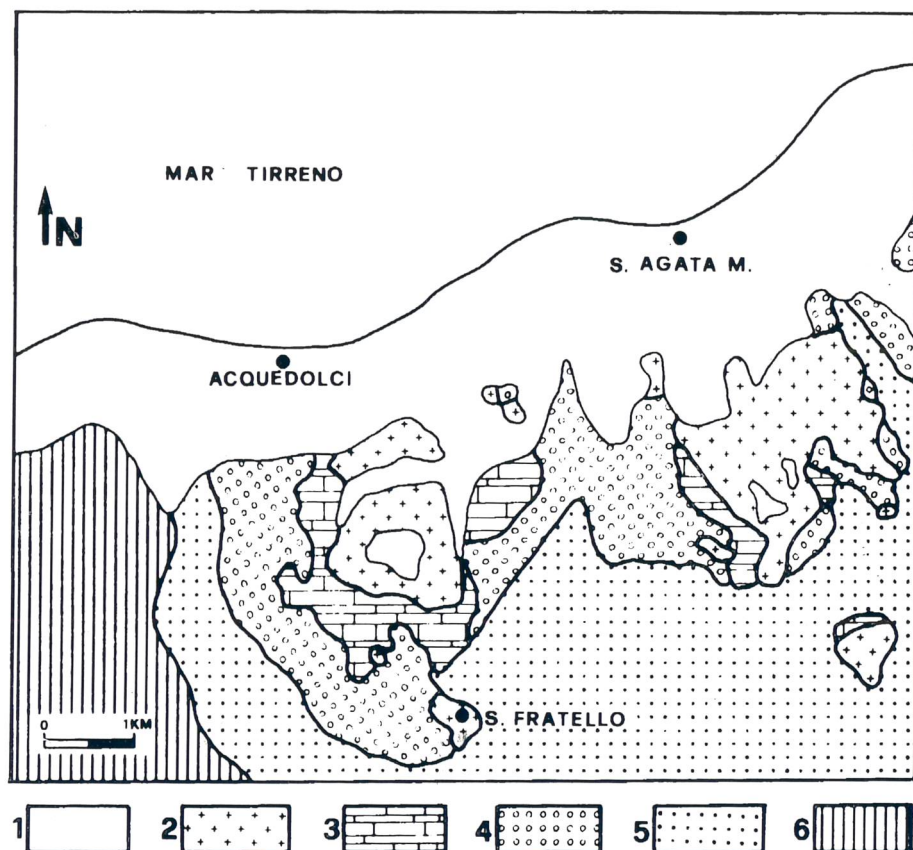 MAR TIRRENO
N
S. AGATA M.
ACQUEDOLCI
S. FRATELLO
0 1KM
1 2 3 4 5 6